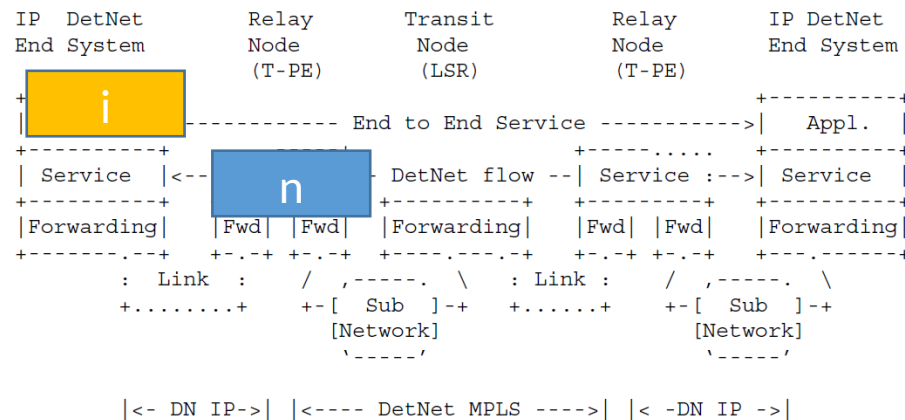 IP  DetNet         Relay        Transit         Relay        IP DetNet
End System         Node          Node           Node         End System
                  (T-PE)         (LSR)         (T-PE)
+                                                            +----------+
| i ------------ End to End Service ----------->|  Appl.   |
+----------+       .....+                   +-----.....  +----------+
| Service  |<-- n - DetNet flow --| Service :-->| Service  |
+----------+            +----------+    +---------+   +----------+
|Forwarding|   |Fwd| |Fwd|  |Forwarding|   |Fwd| |Fwd|   |Forwarding|
+-------.--+   +-.-+ +-.-+  +----.---.-+   +-.-+ +-.-+   +---.------+
:  Link  :    /  ,-----.  \   : Link :    /  ,-----.  \
+........+    +-[  Sub  ]-+   +......+    +-[  Sub  ]-+
[Network]                   [Network]
`-----'                     `-----'
|<- DN IP->| |<---- DetNet MPLS ---->| |< -DN IP ->|